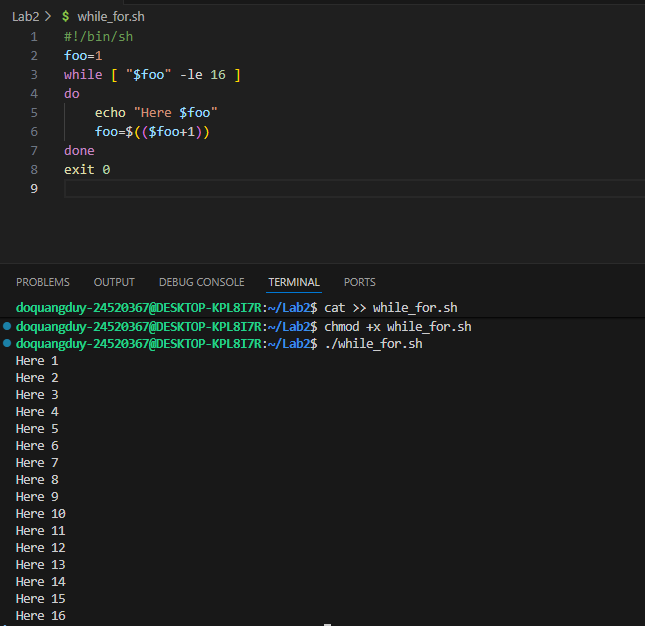 Lab2 > $ while_for.sh
1 #!/bin/sh
2 foo=1
3 while [ "$foo" -le 16 ]
4 do
5     echo "Here $foo"
6     foo=$(($foo+1))
7 done
8 exit 0
9
PROBLEMS OUTPUT DEBUG CONSOLE TERMINAL PORTS
doquangduy-24520367@DESKTOP-KPL8I7R:~/Lab2$ cat >> while_for.sh
doquangduy-24520367@DESKTOP-KPL8I7R:~/Lab2$ chmod +x while_for.sh
doquangduy-24520367@DESKTOP-KPL8I7R:~/Lab2$ ./while_for.sh
Here 1
Here 2
Here 3
Here 4
Here 5
Here 6
Here 7
Here 8
Here 9
Here 10
Here 11
Here 12
Here 13
Here 14
Here 15
Here 16